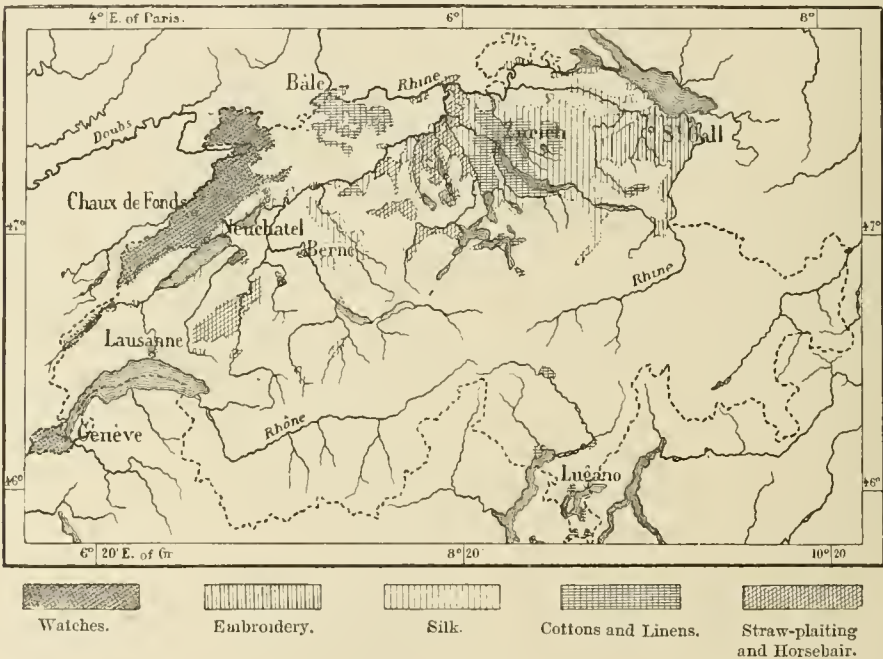 4° E. of Paris. 6° 8°
Bâle
Rhine
Doubs
Zurich
St. Gall
Chaux de Fonds
47° 47°
Neuchatel
Berne
Rhine
Lausanne
Rhône
Genève
Lugano
46° 46°
6° 20' E. of Gr 8° 20' 10° 20
Watches. Embroidery. Silk. Cottons and Linens. Straw-plaiting
and Horsehair.